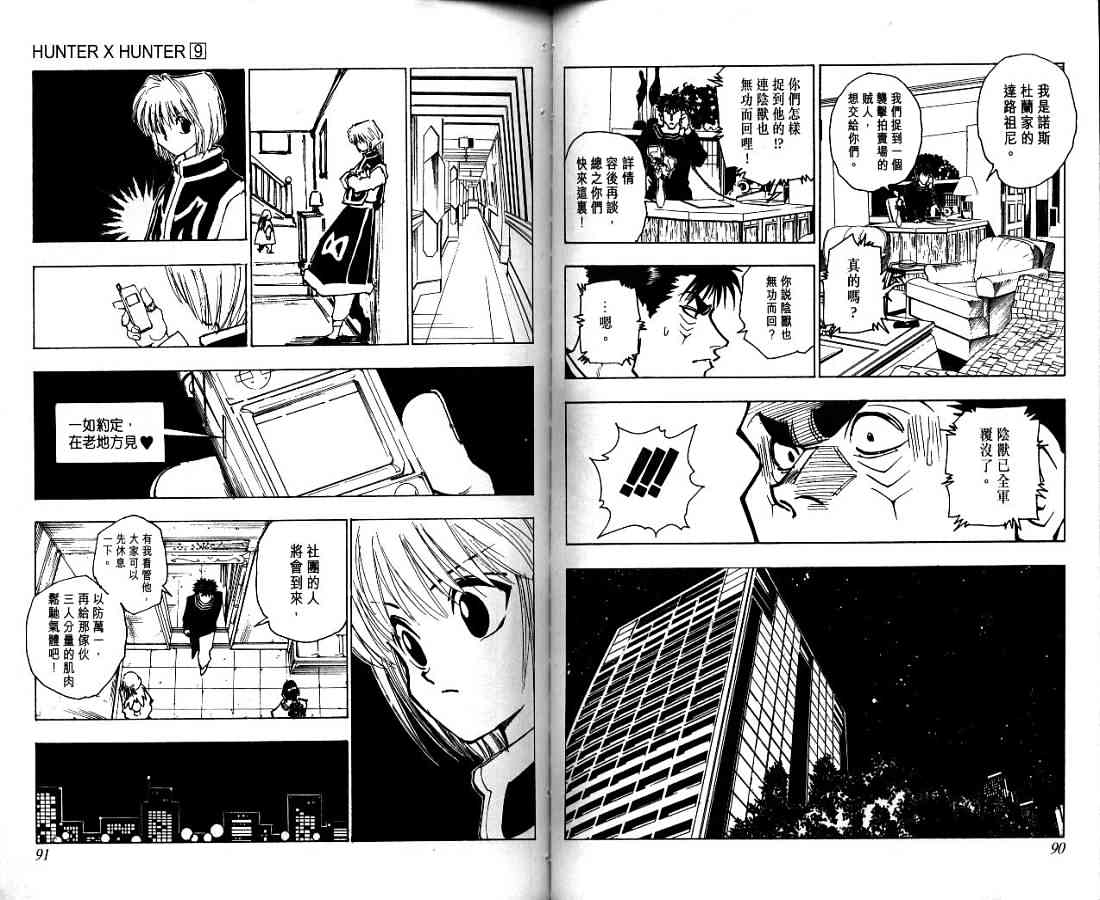 HUNTER X HUNTER 9
我是諾斯
杜蘭家的
達路祖尼。
我們捉到一個
襲擊拍賣場的
賊人，
想交給你們。
真的嗎？
你們怎樣
捉到他的!?
連陰獸也
無功而回哩！
詳情
容後再談，
總之你們
快來這裏！
你說陰獸也
無功而回？
…嗯。
陰獸已全軍
覆沒了。
!!!
90
一如約定，
在老地方見♥
社團的人
將會到來，
有我看管他，
大家可以
先休息
一下。
以防萬一，
再給那傢伙
三人分量的肌肉
鬆馳氣體吧！
91